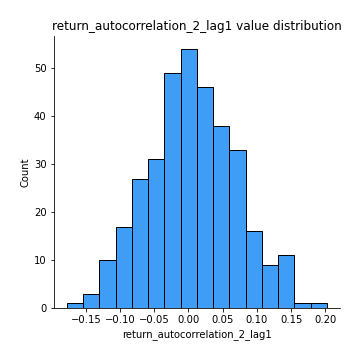 return_autocorrelation_2_lag1 value distribution
50
40
30
20
10
0
Count
−0.15 −0.10 −0.05 0.00 0.05 0.10 0.15 0.20
return_autocorrelation_2_lag1